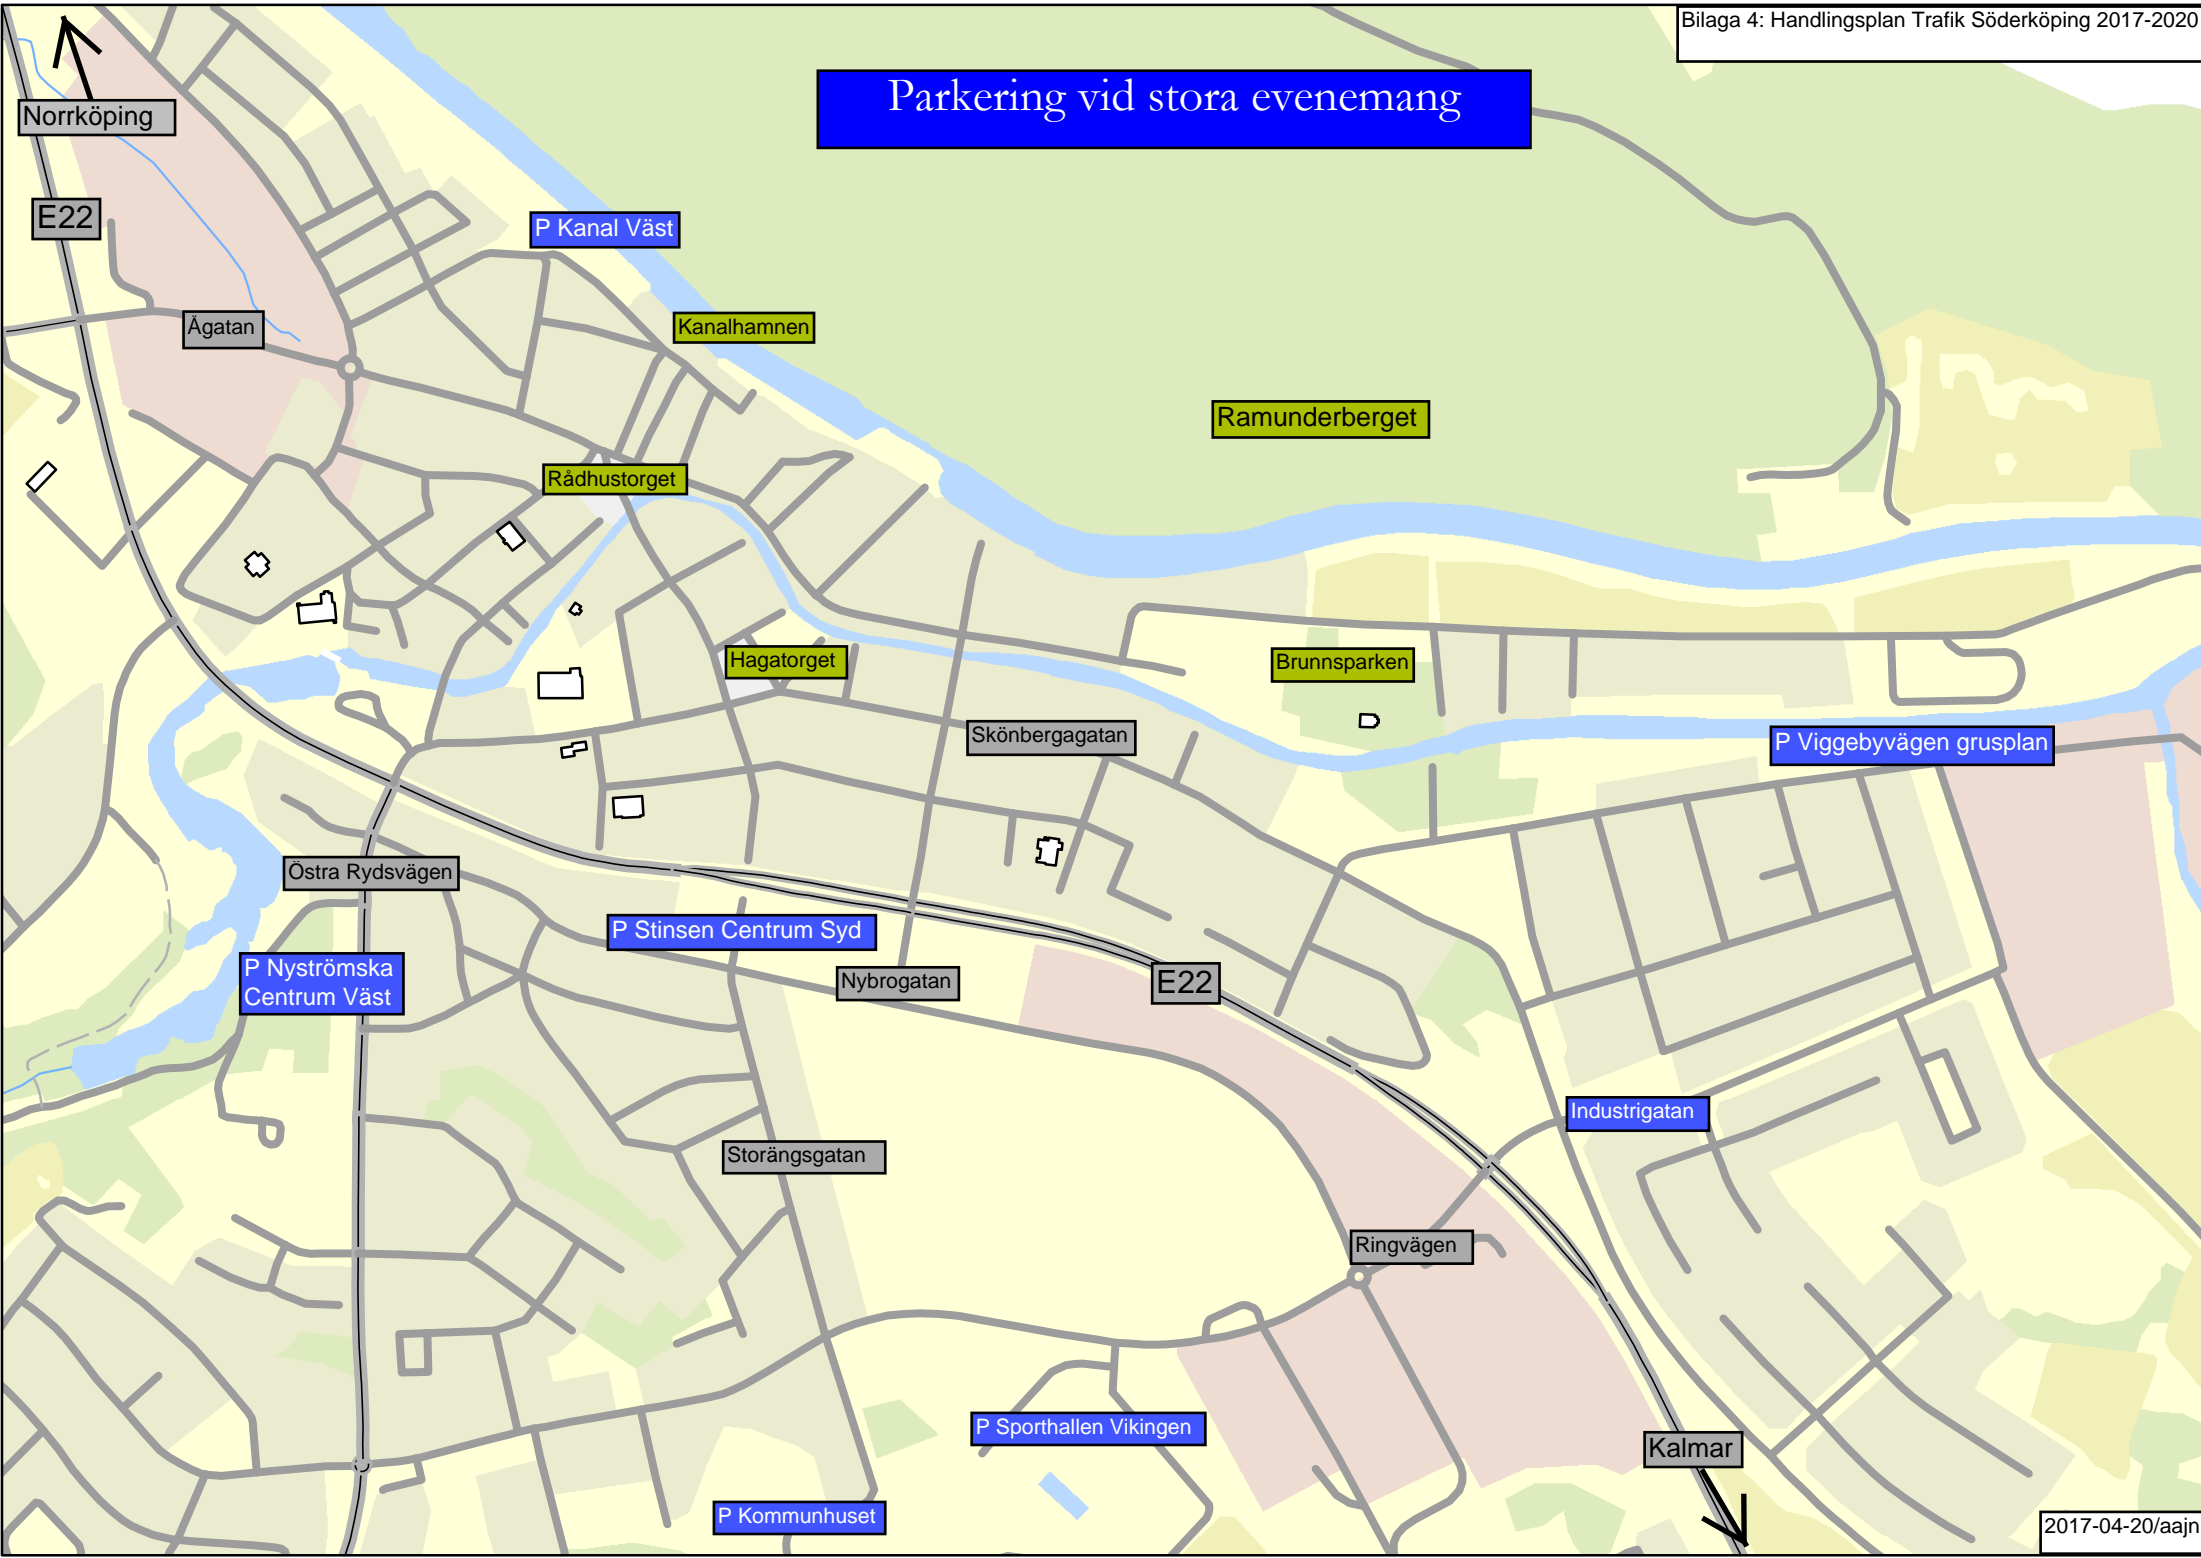 Bilaga 4: Handlingsplan Trafik Söderköping 2017-2020
Parkering vid stora evenemang
Norrköping
E22
P Kanal Väst
Ågatan
Kanalhamnen
Ramunderberget
Rådhustorget
Hagatorget
Brunnsparken
Skönbergagatan
P Viggebyvägen grusplan
Östra Rydsvägen
P Stinsen Centrum Syd
P Nyströmska
Centrum Väst
Nybrogatan
E22
Industrigatan
Storängsgatan
Ringvägen
P Sporthallen Vikingen
Kalmar
P Kommunhuset
2017-04-20/aajn